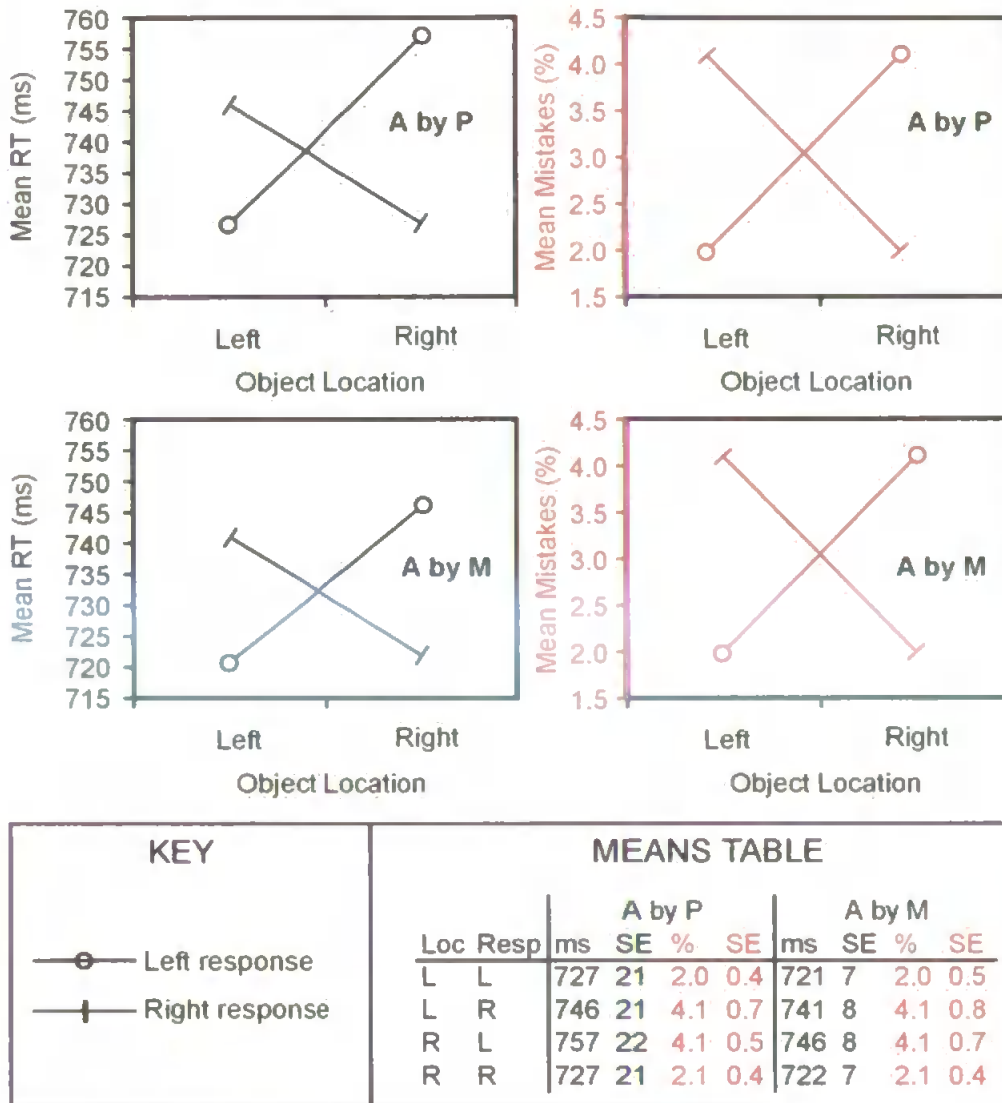 Mean RT (ms)
760
755
750
745
740
735
730
725
720
715
A by P
Left Right
Object Location
Mean Mistakes (%)
4.5
4.0
3.5
3.0
2.5
2.0
1.5
A by P
Left Right
Object Location
Mean RT (ms)
760
755
750
745
740
735
730
725
720
715
A by M
Left Right
Object Location
Mean Mistakes (%)
4.5
4.0
3.5
3.0
2.5
2.0
1.5
A by M
Left Right
Object Location
KEY
Left response
Right response
MEANS TABLE
A by P A by M
Loc Resp ms SE % SE ms SE % SE
L L 727 21 2.0 0.4 721 7 2.0 0.5
L R 746 21 4.1 0.7 741 8 4.1 0.8
R L 757 22 4.1 0.5 746 8 4.1 0.7
R R 727 21 2.1 0.4 722 7 2.1 0.4